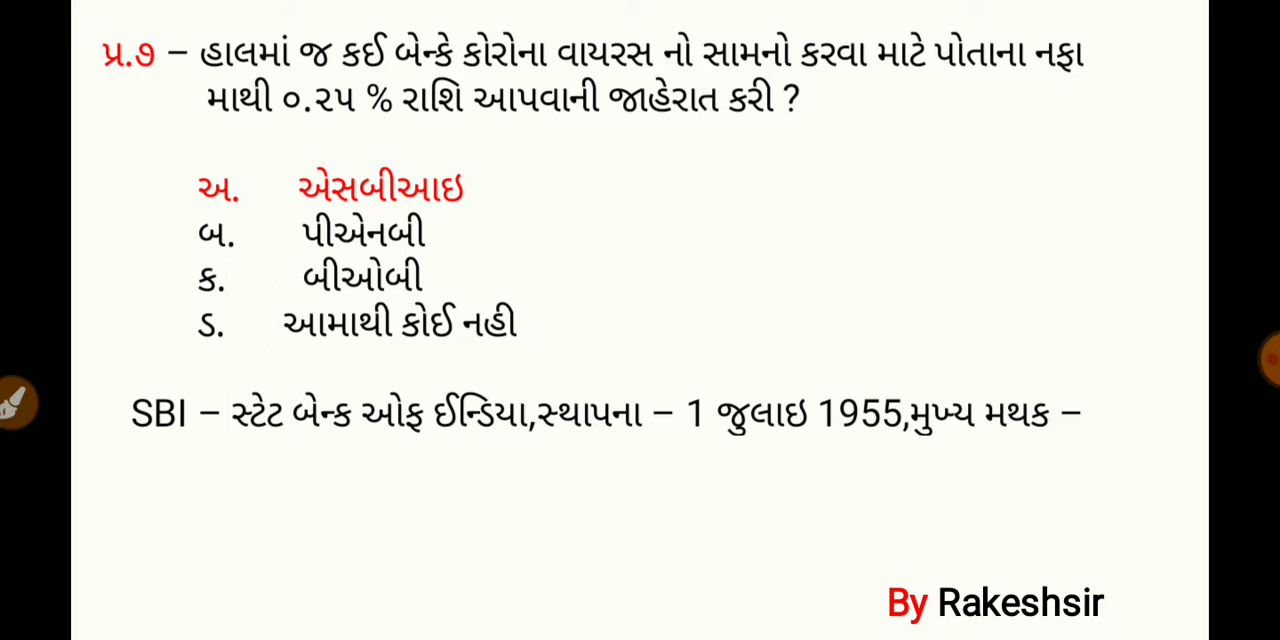 પ્ર.૭ – હાલમાં જ કઈ બેન્કે કોરોના વાયરસ નો સામનો કરવા માટે પોતાના નફા
માથી ૦.૨૫ % રાશિ આપવાની જાહેરાત કરી ?
અ. એસબીઆઇ
બ. પીએનબી
ક. બીઓબી
ડ. આમાથી કોઈ નહી
SBI – સ્ટેટ બેન્ક ઓફ ઈન્ડિયા,સ્થાપના – 1 જુલાઇ 1955,મુખ્ય મથક –
By Rakeshsir